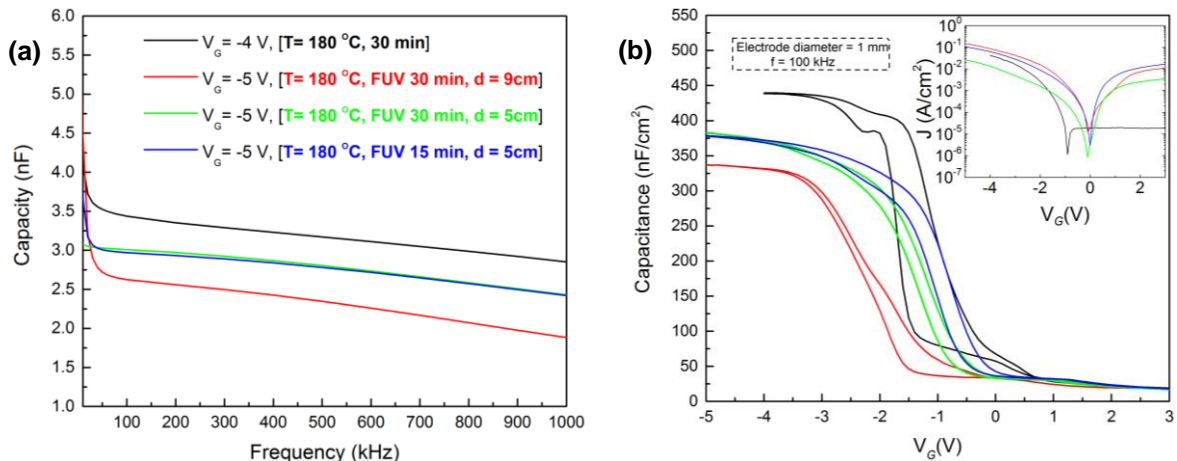 (a)
6.0
5.5
5.0
4.5
4.0
3.5
3.0
2.5
2.0
1.5
1.0
Capacity (nF)
V_G = -4 V, [T= 180 °C, 30 min]
V_G = -5 V, [T= 180 °C, FUV 30 min, d = 9cm]
V_G = -5 V, [T= 180 °C, FUV 30 min, d = 5cm]
V_G = -5 V, [T= 180 °C, FUV 15 min, d = 5cm]
100 200 300 400 500 600 700 800 900 1000
Frequency (kHz)
(b)
550
500
450
400
350
300
250
200
150
100
50
0
Capacitance (nF/cm²)
Electrode diameter = 1 mm
f = 100 kHz
-5 -4 -3 -2 -1 0 1 2 3
V_G(V)
10⁰
10⁻¹
10⁻²
10⁻³
10⁻⁴
10⁻⁵
10⁻⁶
10⁻⁷
J (A/cm²)
-4 -2 0 2
V_G(V)